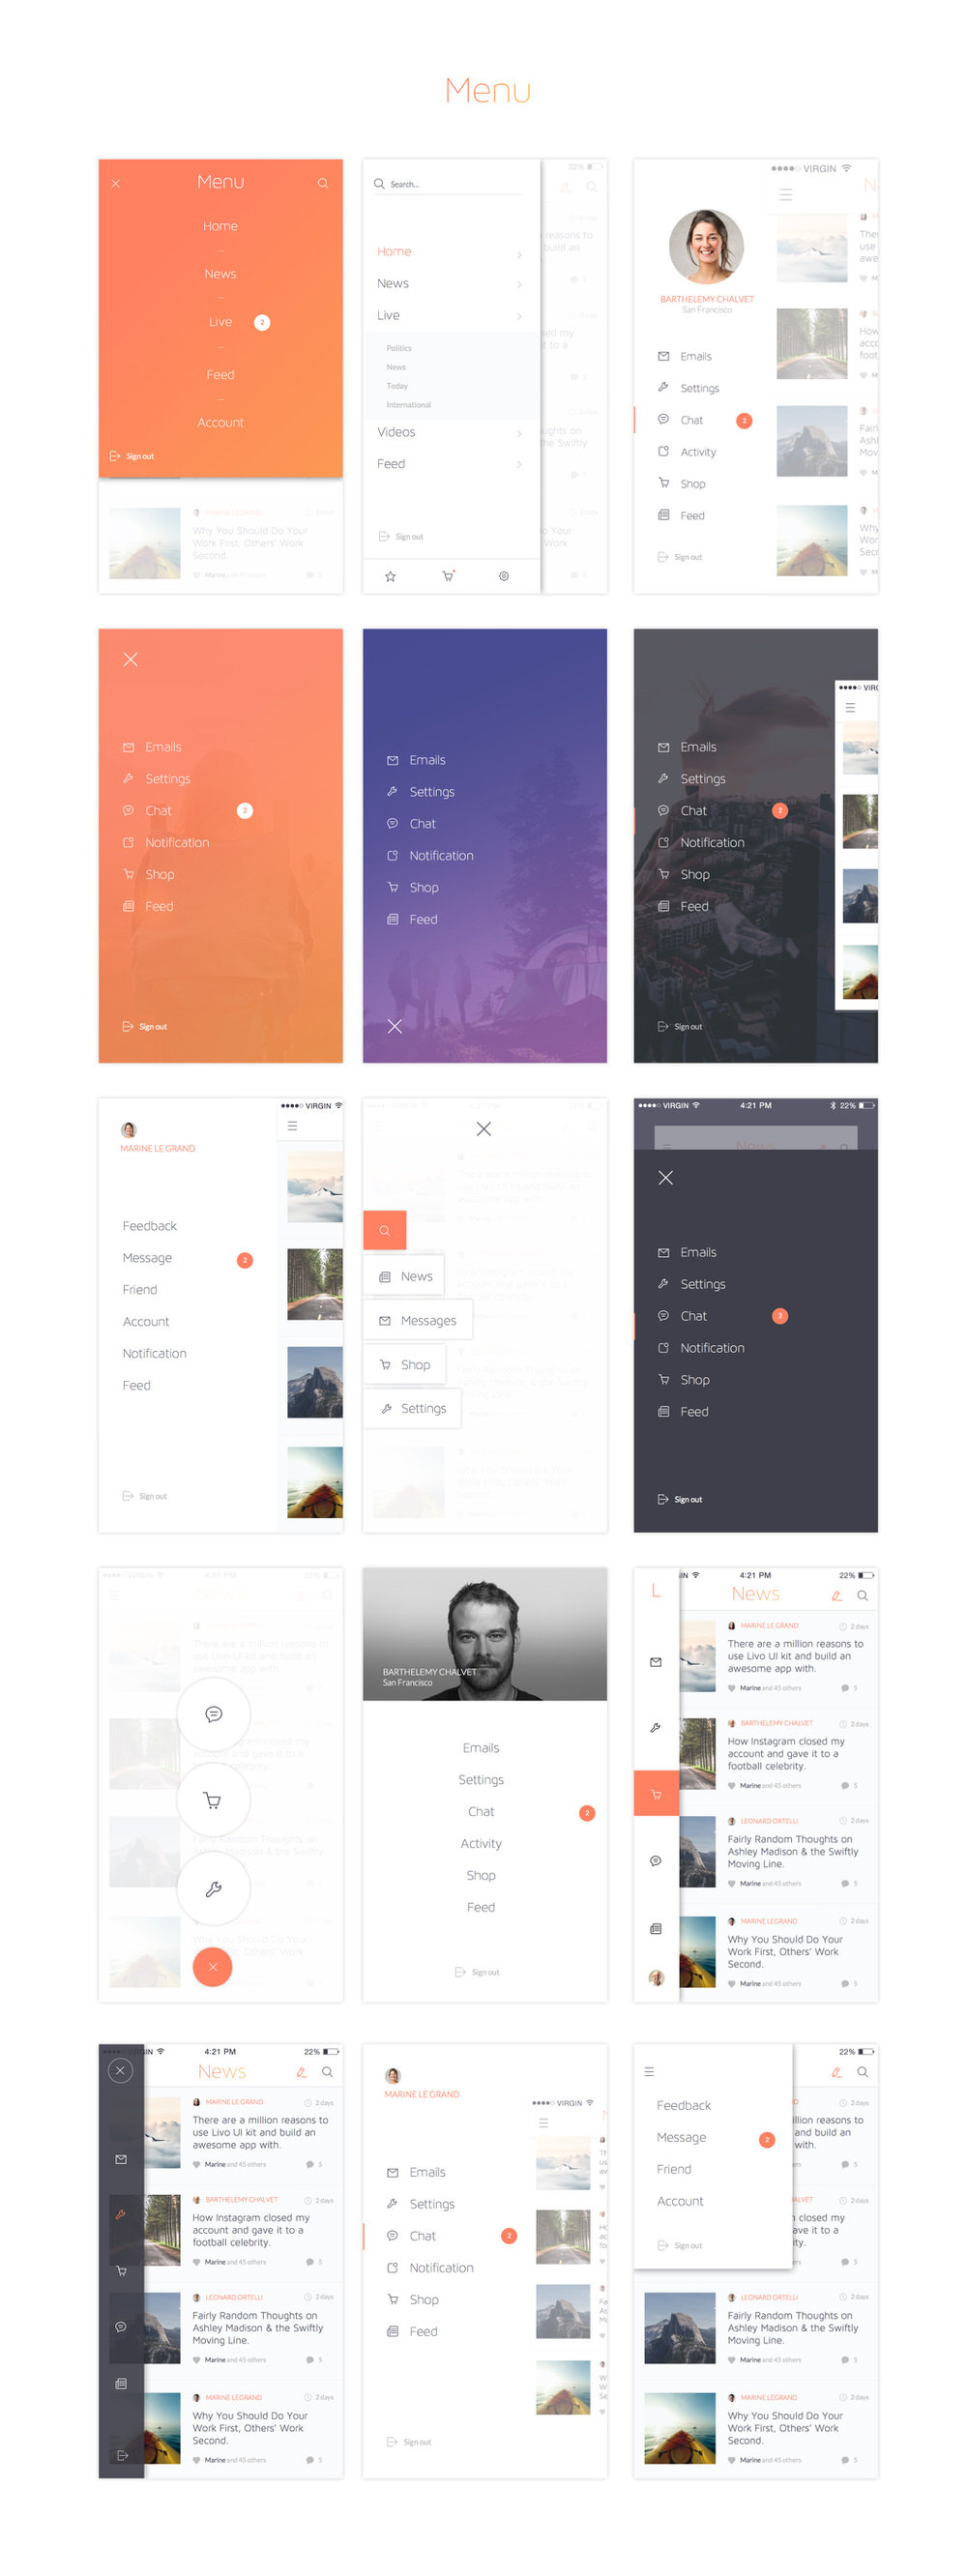 Menu
Menu
Home
News
Live 2
Feed
Account
Sign out
Why You Should Do Your
Work First, Others' Work
Second.
Marine and 45 others
Search...
Home
News
Live
Politics
News
Today
International
Videos
Feed
Sign out
22%
VIRGIN
BARTHELEMY CHALVET
San Francisco
Emails
Settings
Chat 2
Activity
Shop
Feed
Sign out
Emails
Settings
Chat 2
Notification
Shop
Feed
Sign out
Emails
Settings
Chat
Notification
Shop
Feed
Emails
Settings
Chat 2
Notification
Shop
Feed
Sign out
MARINE LE GRAND
Feedback
Message 2
Friend
Account
Notification
Feed
Sign out
VIRGIN
News
Messages
Shop
Settings
VIRGIN 4:21 PM 22%
News
Emails
Settings
Chat 2
Notification
Shop
Feed
Sign out
BARTHELEMY CHALVET
San Francisco
Emails
Settings
Chat 2
Activity
Shop
Feed
Sign out
L
4:21 PM 22%
News
MARINE LE GRAND 2 days
There are a million reasons to
use Livo UI kit and build an
awesome app with.
Marine and 45 others 5
BARTHELEMY CHALVET 2 days
How Instagram closed my
account and gave it to a
football celebrity.
Marine and 45 others 5
LEONARD ORTELLI 2 days
Fairly Random Thoughts on
Ashley Madison & the Swiftly
Moving Line.
Marine and 45 others 5
MARINE LEGRAND 2 days
Why You Should Do Your
Work First, Others' Work
Second.
Marine and 45 others 5
4:21 PM 22%
News
MARINE LE GRAND 2 days
There are a million reasons to
use Livo UI kit and build an
awesome app with.
Marine and 45 others 5
BARTHELEMY CHALVET 2 days
How Instagram closed my
account and gave it to a
football celebrity.
Marine and 45 others 5
LEONARD ORTELLI 2 days
Fairly Random Thoughts on
Ashley Madison & the Swiftly
Moving Line.
Marine and 45 others 5
MARINE LEGRAND 2 days
Why You Should Do Your
Work First, Others' Work
Second.
Marine and 45 others 5
MARINE LE GRAND
Emails
Settings
Chat 2
Notification
Shop
Feed
Sign out
VIRGIN
22%
Feedback
Message 2
Friend
Account
Sign out
LEONARD ORTELLI 2 days
Fairly Random Thoughts on
Ashley Madison & the Swiftly
Moving Line.
Marine and 45 others 5
MARINE LEGRAND 2 days
Why You Should Do Your
Work First, Others' Work
Second.
Marine and 45 others 5